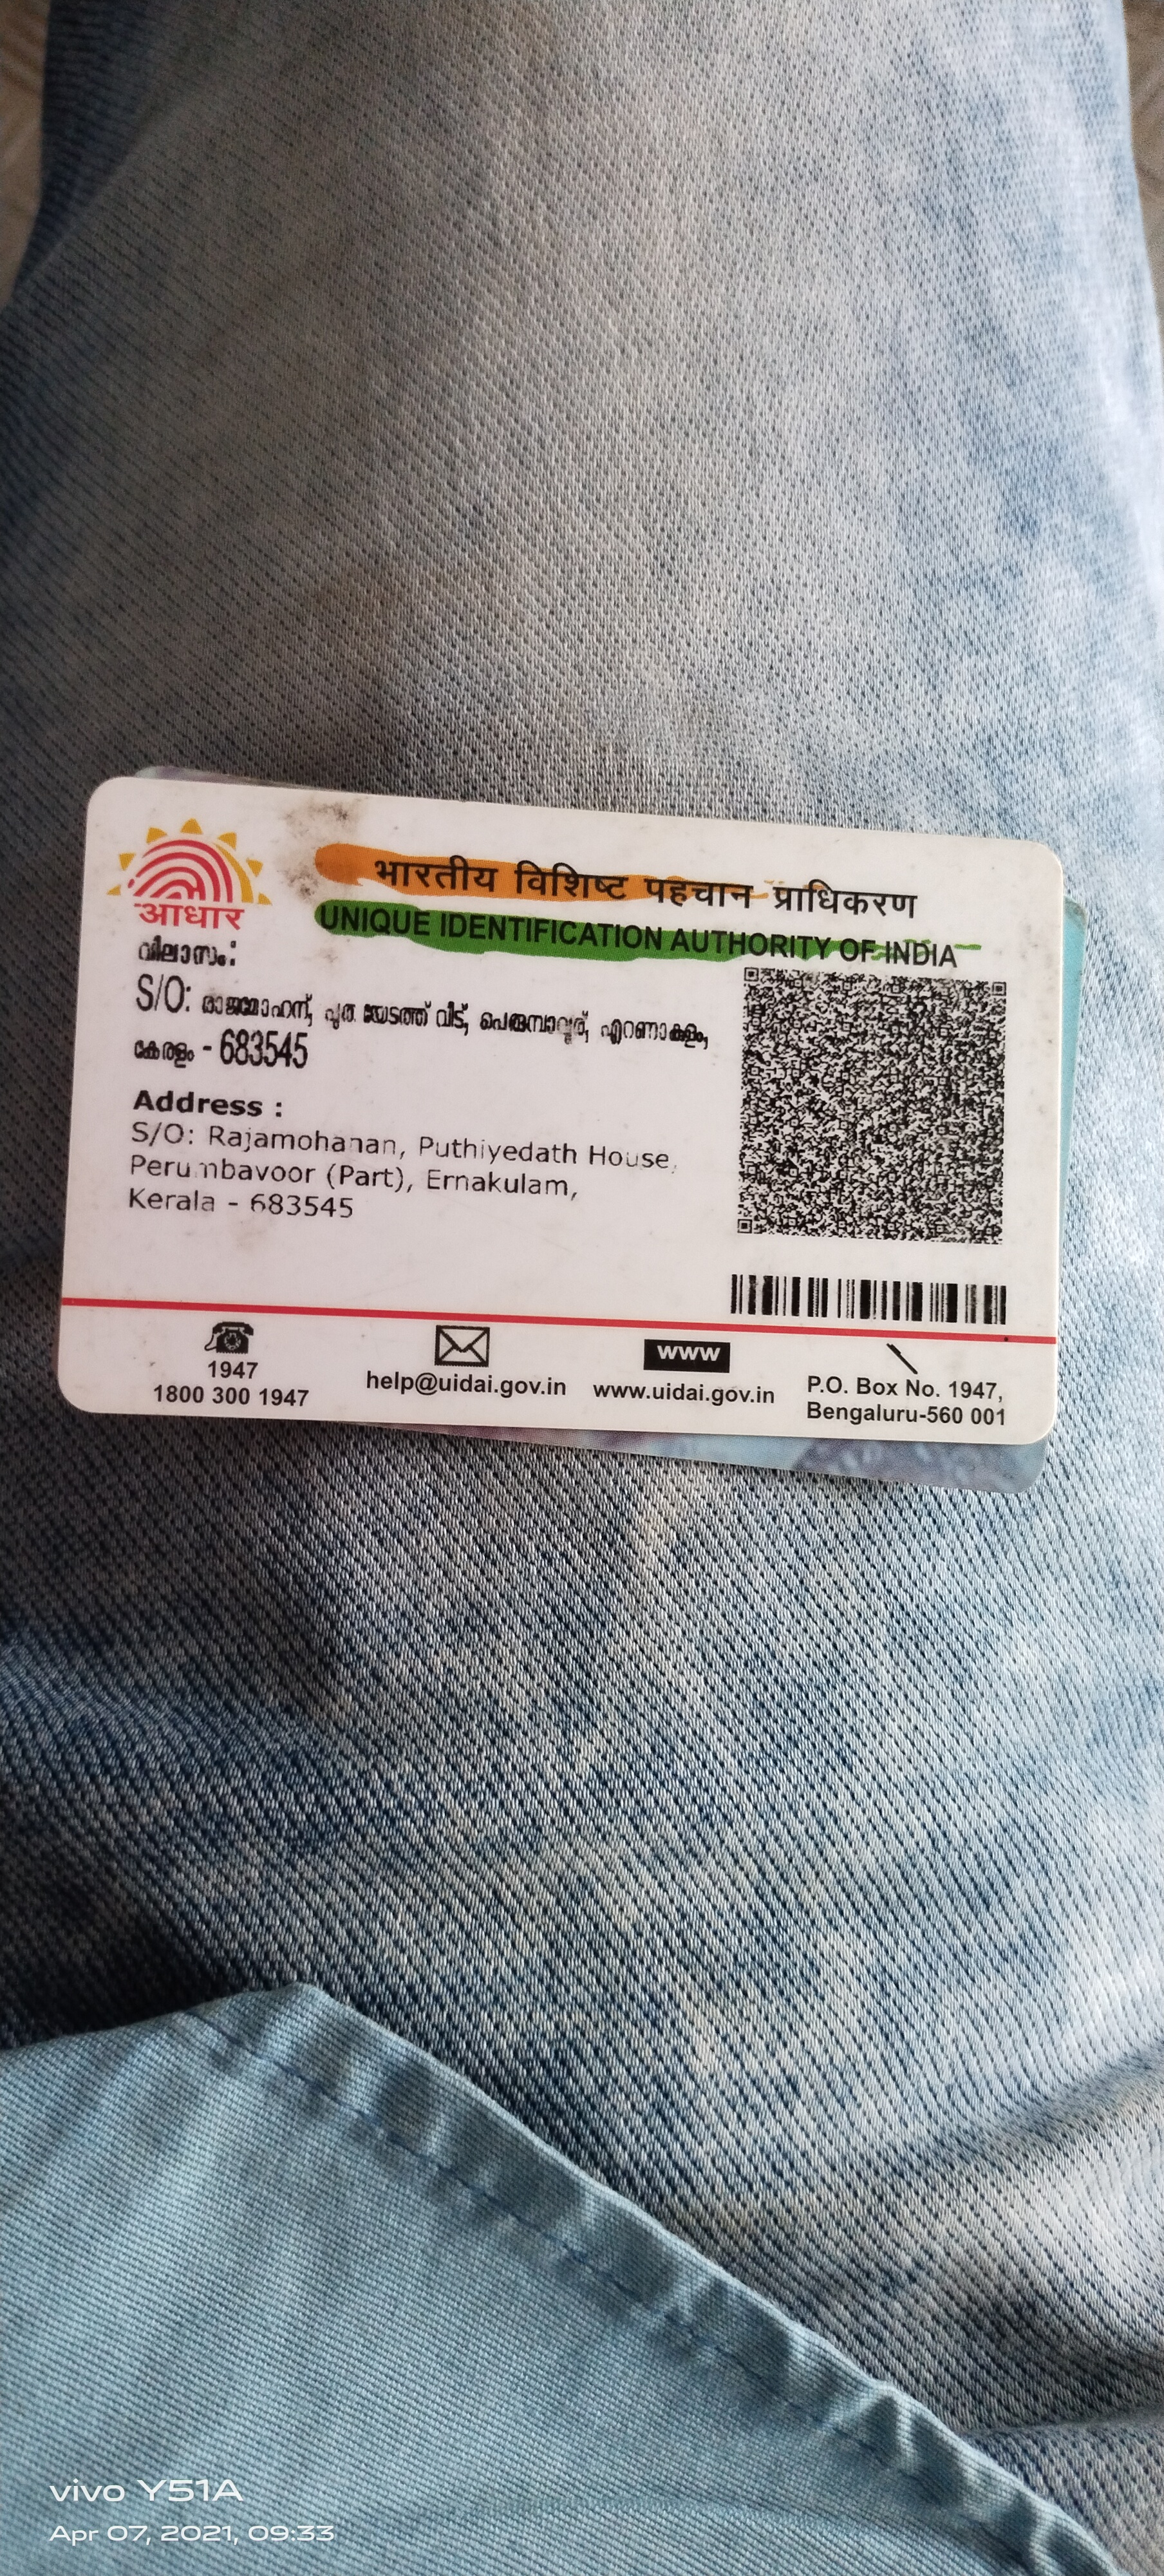 भारतीय विशिष्ट पहचान प्राधिकरण
UNIQUE IDENTIFICATION AUTHORITY OF INDIA
आधार
വിലാസം:
S/O: രാജമോഹന്, വീട്, പെരുമ്പാവൂര്, എറണാകുളം,
കേരളം - 683545
Address :
S/O: Rajamohanan, Puthiyedath House,
Perumbavoor (Part), Ernakulam,
Kerala - 683545
1947
1800 300 1947
help@uidai.gov.in
www
www.uidai.gov.in
P.O. Box No. 1947,
Bengaluru-560 001
vivo Y51A
Apr 07, 2021, 09:33